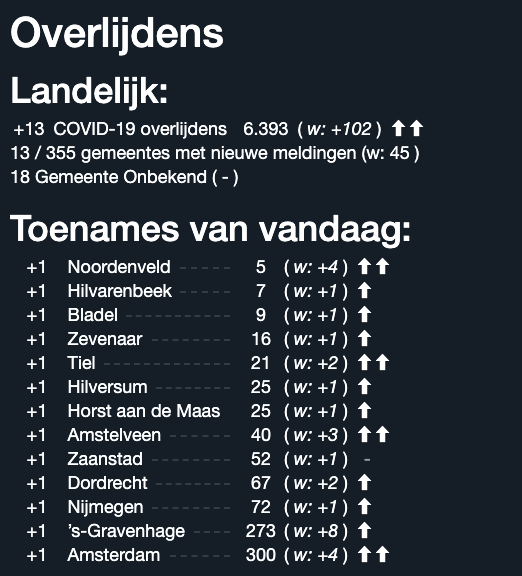 Overlijdens
Landelijk:
+13 COVID-19 overlijdens 6.393 ( w: +102 ) ⬆⬆
13 / 355 gemeentes met nieuwe meldingen (w: 45 )
18 Gemeente Onbekend ( - )
Toenames van vandaag:
+1 Noordenveld ------ 5 ( w: +4 ) ⬆⬆
+1 Hilvarenbeek ------ 7 ( w: +1 ) ⬆
+1 Bladel ------------ 9 ( w: +1 ) ⬆
+1 Zevenaar --------- 16 ( w: +1 ) ⬆
+1 Tiel -------------- 21 ( w: +2 ) ⬆⬆
+1 Hilversum -------- 25 ( w: +1 ) ⬆
+1 Horst aan de Maas 25 ( w: +1 ) ⬆
+1 Amstelveen ------- 40 ( w: +3 ) ⬆⬆
+1 Zaanstad --------- 52 ( w: +1 ) -
+1 Dordrecht -------- 67 ( w: +2 ) ⬆
+1 Nijmegen --------- 72 ( w: +1 ) ⬆
+1 's-Gravenhage ---- 273 ( w: +8 ) ⬆
+1 Amsterdam ------- 300 ( w: +4 ) ⬆⬆